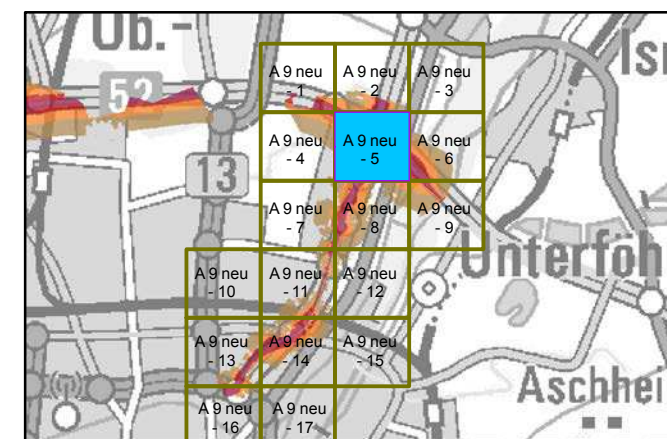 Ob.-
Isr
52
13
A 9 neu
- 1
A 9 neu
- 2
A 9 neu
- 3
A 9 neu
- 4
A 9 neu
- 5
A 9 neu
- 6
A 9 neu
- 7
A 9 neu
- 8
A 9 neu
- 9
Unterföh
A 9 neu
- 10
A 9 neu
- 11
A 9 neu
- 12
A 9 neu
- 13
A 9 neu
- 14
A 9 neu
- 15
Aschhei
A 9 neu
- 16
A 9 neu
- 17